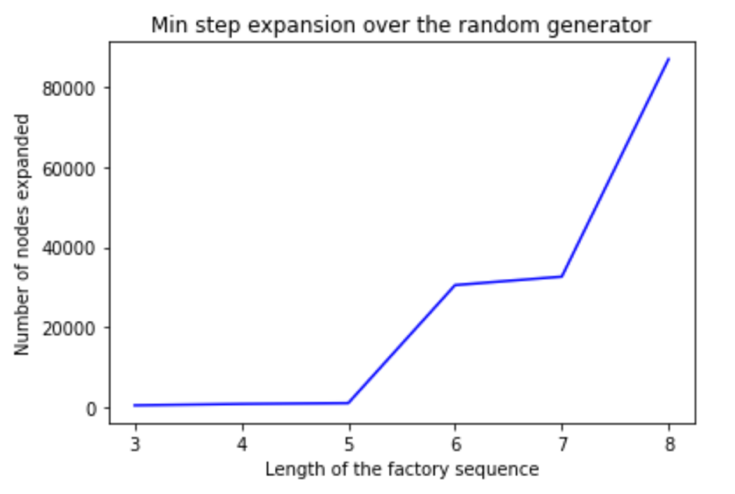 Min step expansion over the random generator
Number of nodes expanded
80000
60000
40000
20000
0
3 4 5 6 7 8
Length of the factory sequence